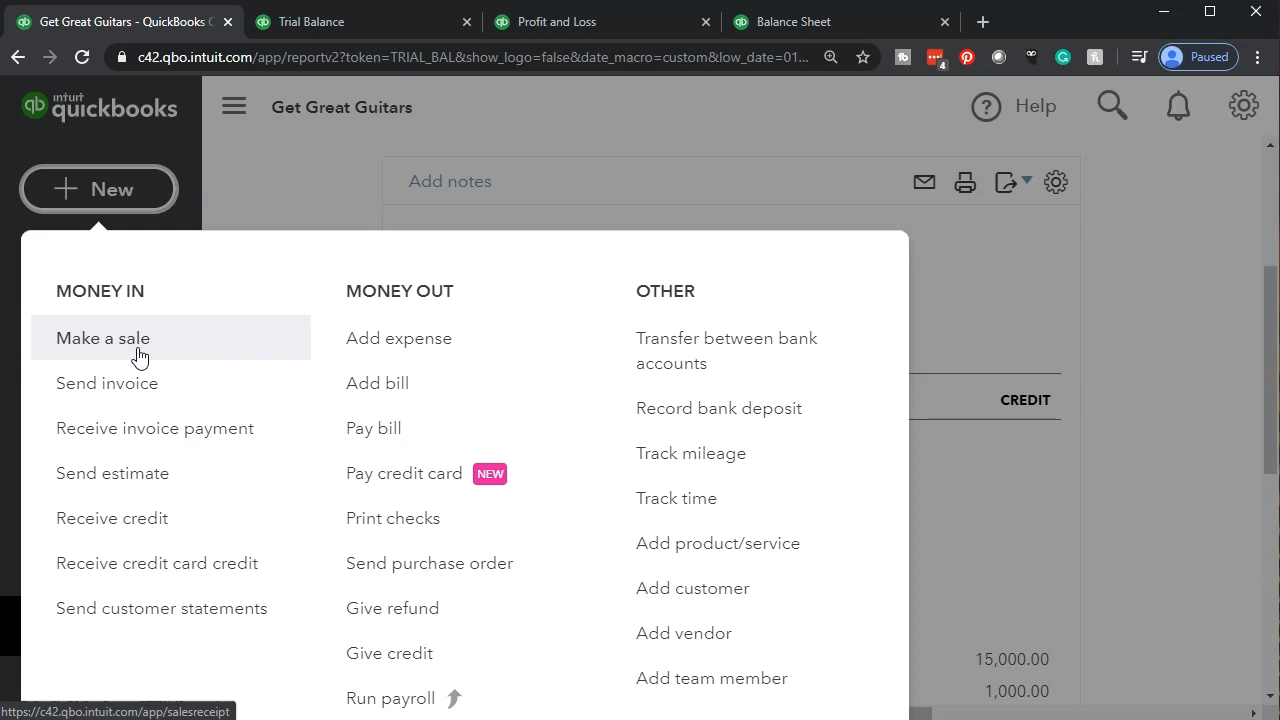 Get Great Guitars - QuickBooks
Trial Balance
Profit and Loss
Balance Sheet
c42.qbo.intuit.com/app/reportv2?token=TRIAL_BAL&show_logo=false&date_macro=custom&low_date=01...
4
Paused
intuit
quickbooks
Get Great Guitars
Help
New
Add notes
MONEY IN
Make a sale
Send invoice
Receive invoice payment
Send estimate
Receive credit
Receive credit card credit
Send customer statements
MONEY OUT
Add expense
Add bill
Pay bill
Pay credit card NEW
Print checks
Send purchase order
Give refund
Give credit
Run payroll
OTHER
Transfer between bank
accounts
Record bank deposit
Track mileage
Track time
Add product/service
Add customer
Add vendor
Add team member
CREDIT
15,000.00
1,000.00
https://c42.qbo.intuit.com/app/salesreceipt